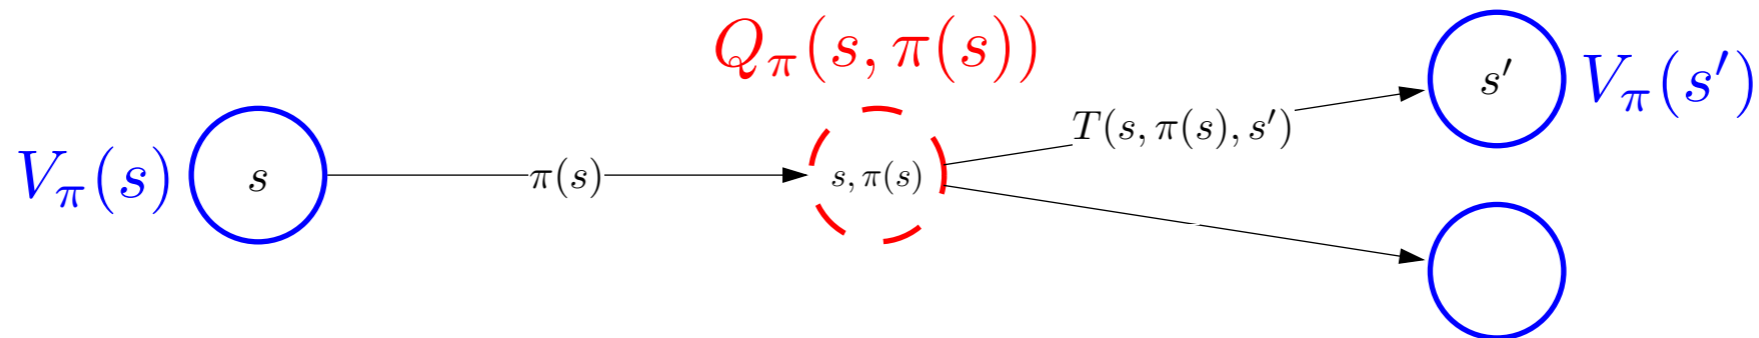 Q_π(s, π(s))
V_π(s)
s
π(s)
s, π(s)
T(s, π(s), s′)
s′
V_π(s′)